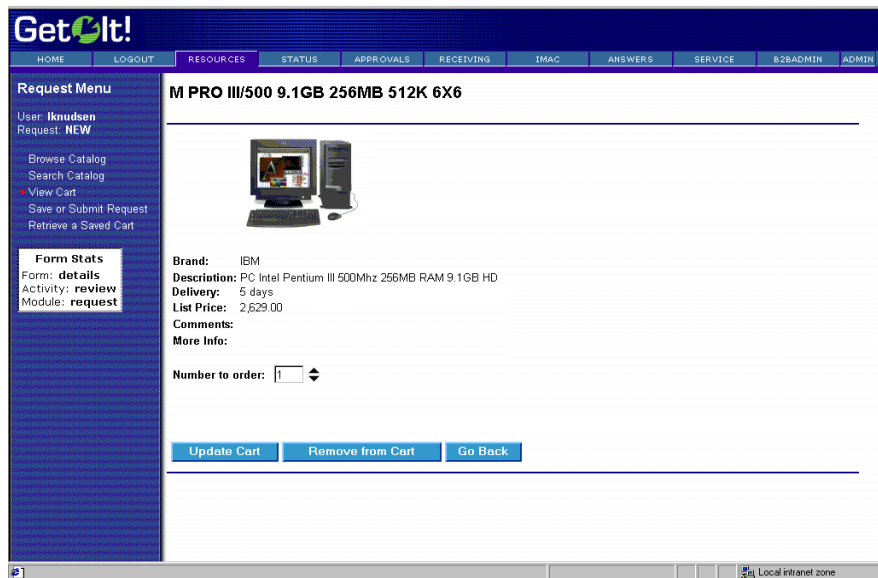 Get It!
HOME LOGOUT RESOURCES STATUS APPROVALS RECEIVING IMAC ANSWERS SERVICE B2BADMIN ADMIN
Request Menu
User: lknudsen
Request: NEW
Browse Catalog
Search Catalog
View Cart
Save or Submit Request
Retrieve a Saved Cart
Form Stats
Form: details
Activity: review
Module: request
M PRO III/500 9.1GB 256MB 512K 6X6
Brand: IBM
Description: PC Intel Pentium III 500Mhz 256MB RAM 9.1GB HD
Delivery: 5 days
List Price: 2,629.00
Comments:
More Info:
Number to order: 1
Update Cart Remove from Cart Go Back
Local intranet zone